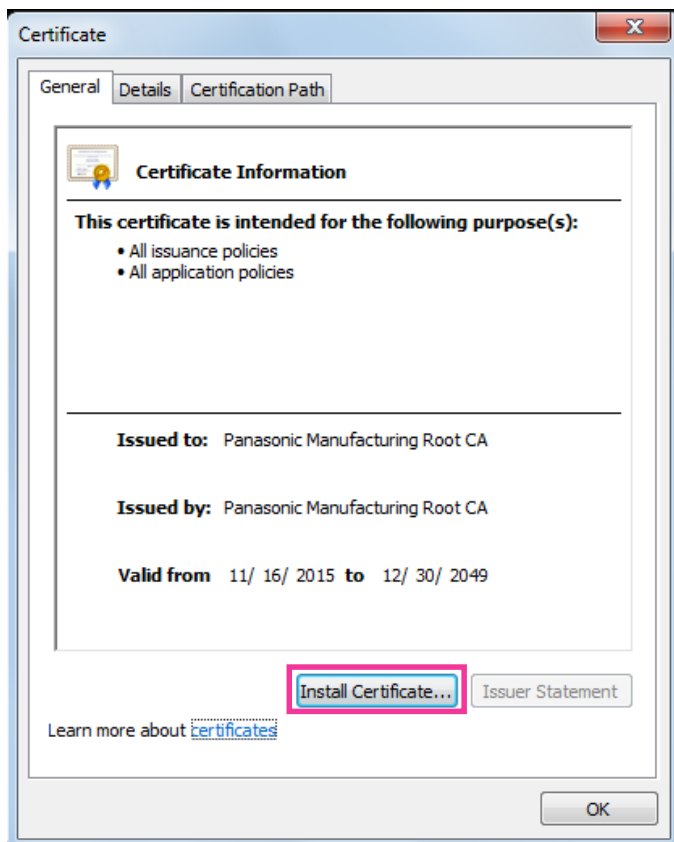 Certificate
General Details Certification Path
Certificate Information
This certificate is intended for the following purpose(s):
• All issuance policies
• All application policies
Issued to: Panasonic Manufacturing Root CA
Issued by: Panasonic Manufacturing Root CA
Valid from 11/ 16/ 2015 to 12/ 30/ 2049
Install Certificate... Issuer Statement
Learn more about certificates
OK